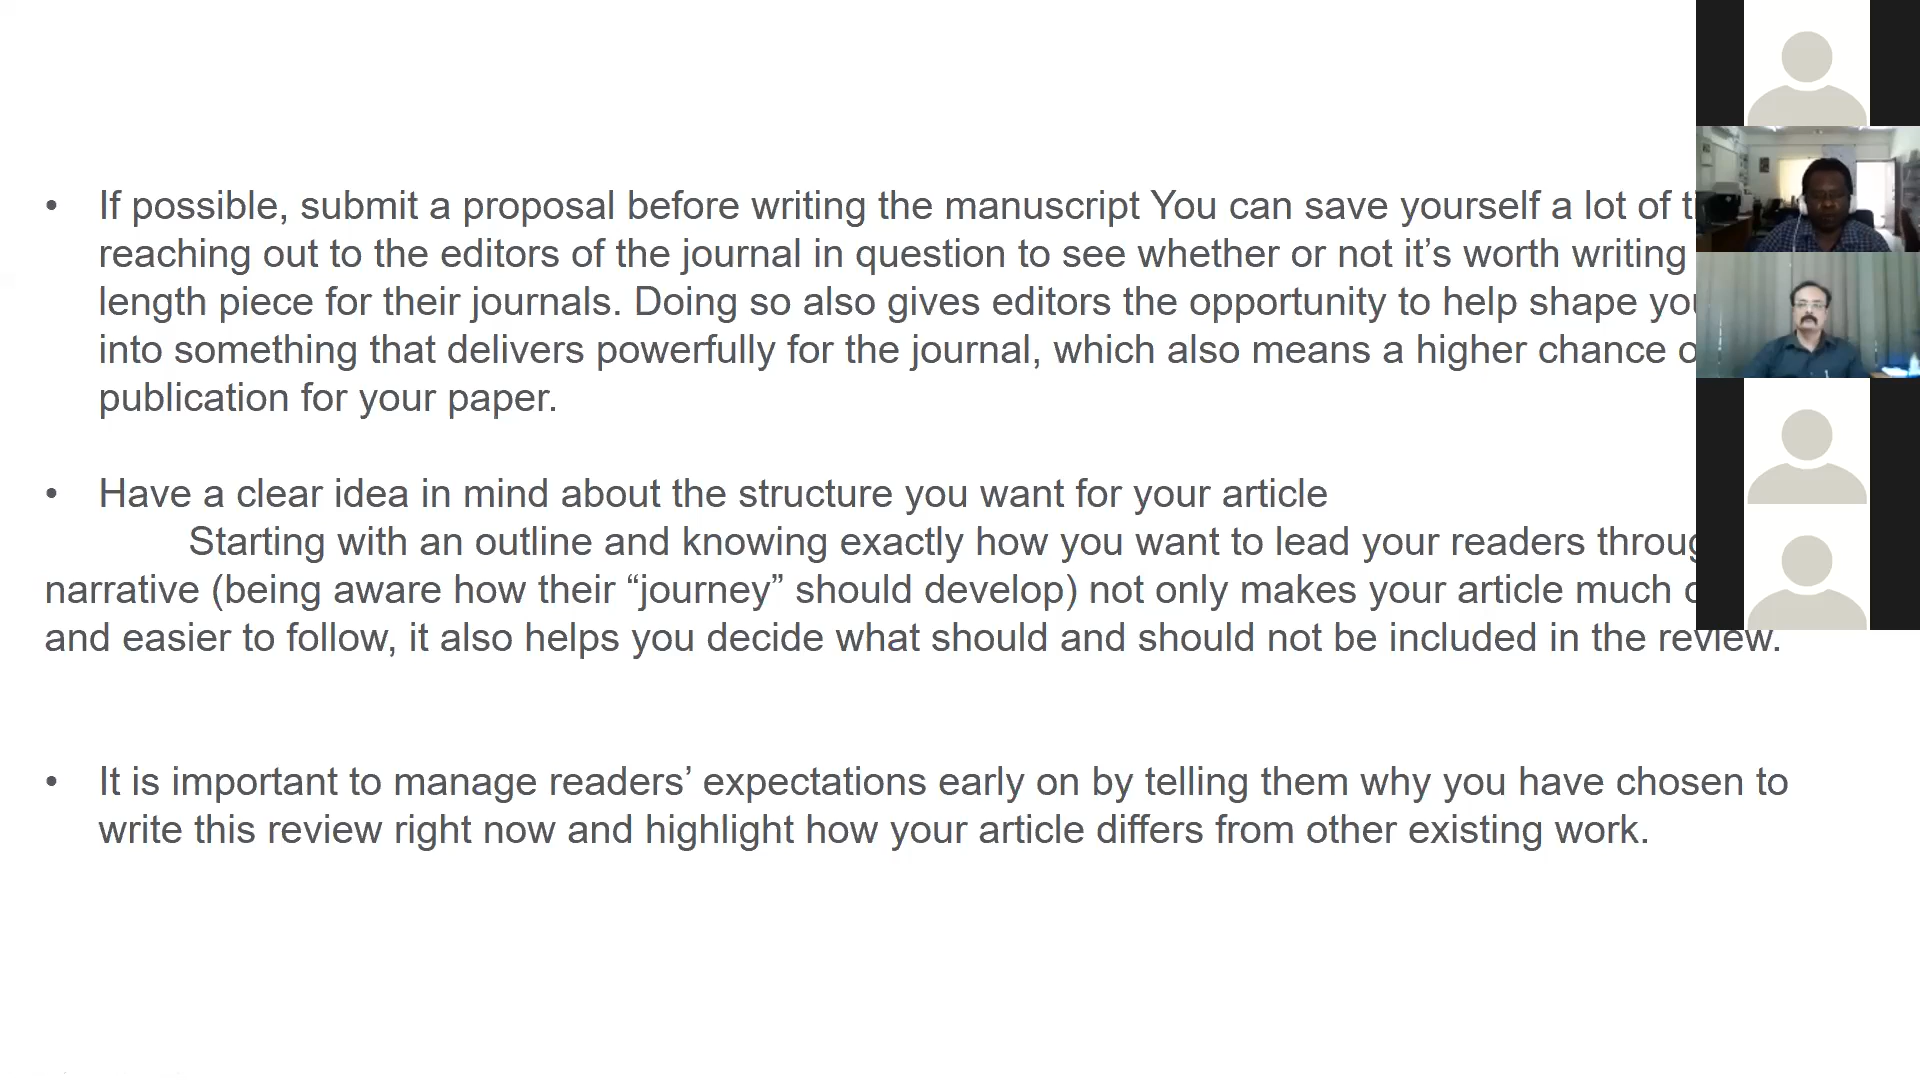 • If possible, submit a proposal before writing the manuscript You can save yourself a lot of
reaching out to the editors of the journal in question to see whether or not it’s worth writing
length piece for their journals. Doing so also gives editors the opportunity to help shape
into something that delivers powerfully for the journal, which also means a higher chance
publication for your paper.
• Have a clear idea in mind about the structure you want for your article
Starting with an outline and knowing exactly how you want to lead your readers
narrative (being aware how their “journey” should develop) not only makes your article much
and easier to follow, it also helps you decide what should and should not be included in the review.
• It is important to manage readers’ expectations early on by telling them why you have chosen to
write this review right now and highlight how your article differs from other existing work.